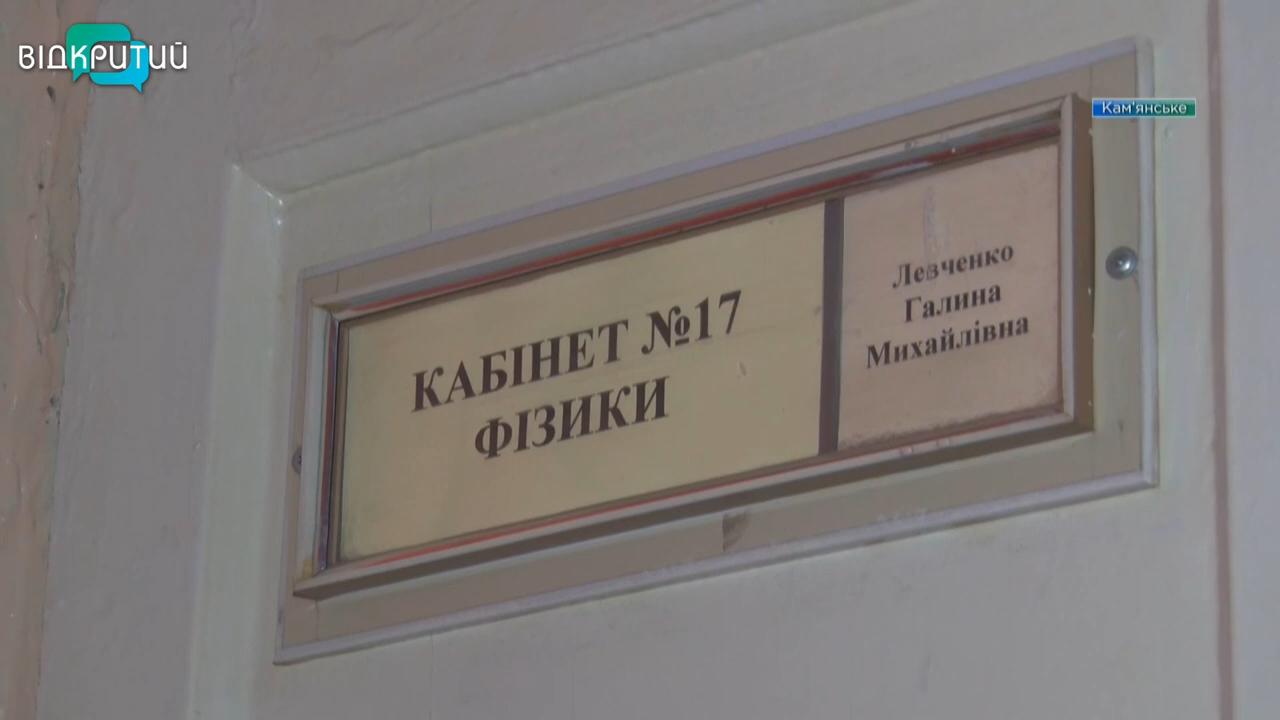 ВІДКРИТИЙ
Кам'янське
КАБІНЕТ №17
ФІЗИКИ
Левченко
Галина
Михайлівна